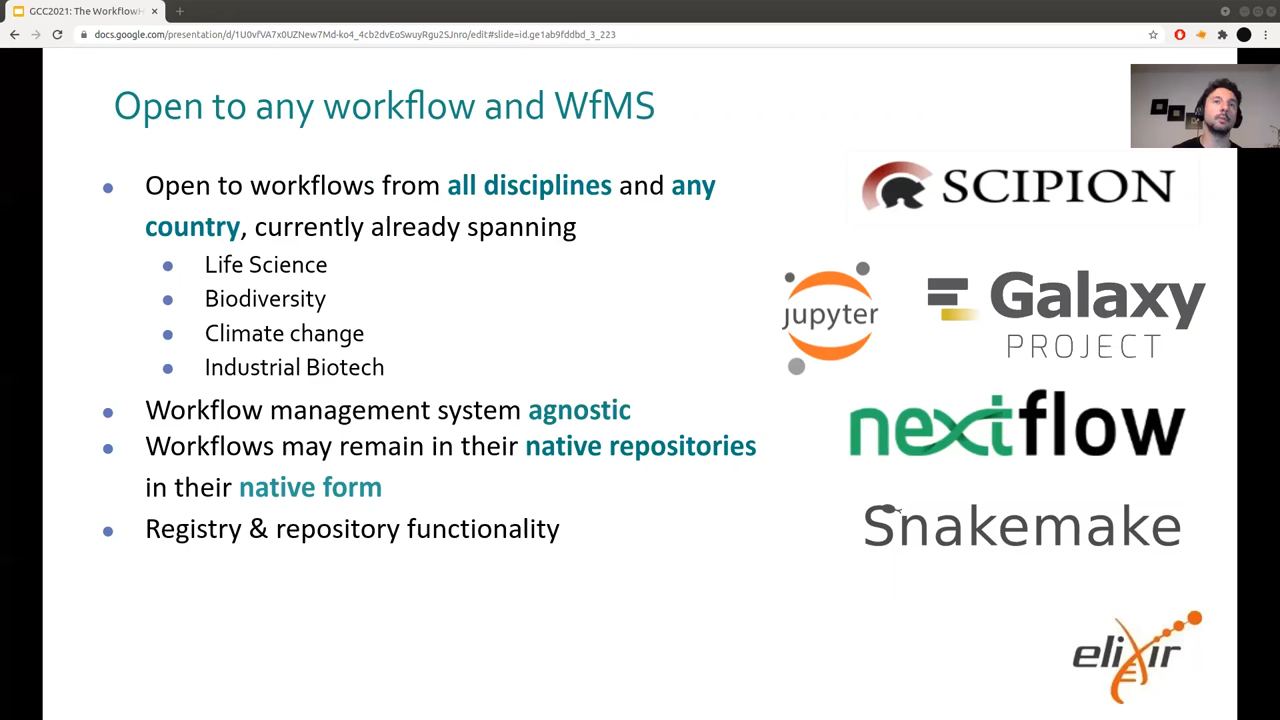 GCC2021: The WorkflowH
docs.google.com/presentation/d/1U0vfVA7x0UZNew7Md-ko4_4cb2dvEoSwuyRgu2SJnro/edit#slide=id.ge1ab9fddbd_3_223
Open to any workflow and WfMS
Open to workflows from all disciplines and any
country, currently already spanning
Life Science
Biodiversity
Climate change
Industrial Biotech
Workflow management system agnostic
Workflows may remain in their native repositories
in their native form
Registry & repository functionality
SCIPION
jupyter
Galaxy
PROJECT
nextflow
Snakemake
elixir